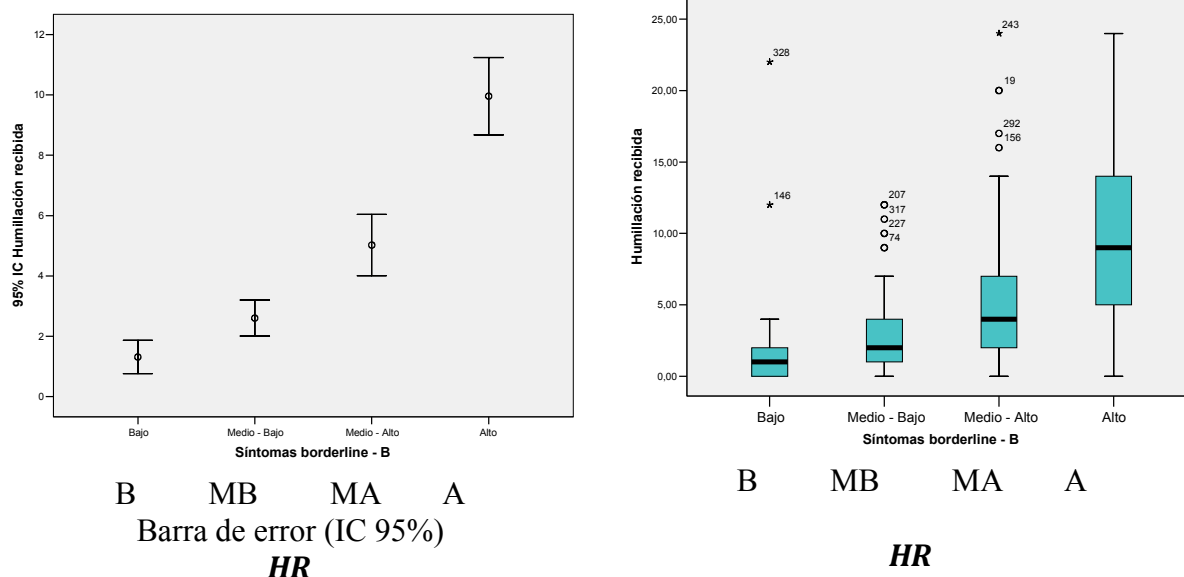 12
10
8
6
4
2
0
95% IC Humillación recibida
Bajo
Medio - Bajo
Medio - Alto
Alto
Síntomas borderline - B
B MB MA A
Barra de error (IC 95%)
HR
25,00
20,00
15,00
10,00
5,00
0,00
Humillación recibida
328
146
207
317
227
74
243
19
292
156
Bajo
Medio - Bajo
Medio - Alto
Alto
Síntomas borderline - B
B MB MA A
HR